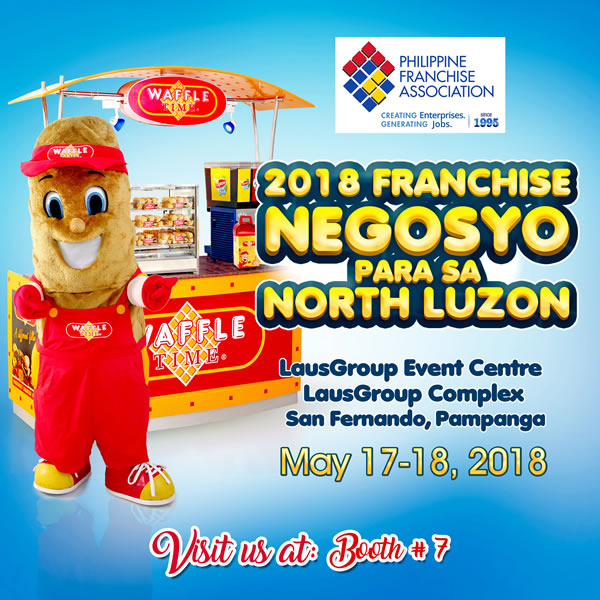 PHILIPPINE
FRANCHISE
ASSOCIATION
CREATING Enterprises.
GENERATING Jobs.
since
1995
WAFFLE
TIME
WAFFLE
TIME
WAFFLE
TIME
WAFFLE
TIME®
2018 FRANCHISE
NEGOSYO
PARA SA
NORTH LUZON
LausGroup Event Centre
LausGroup Complex
San Fernando, Pampanga
May 17-18, 2018
Visit us at: Booth # 7